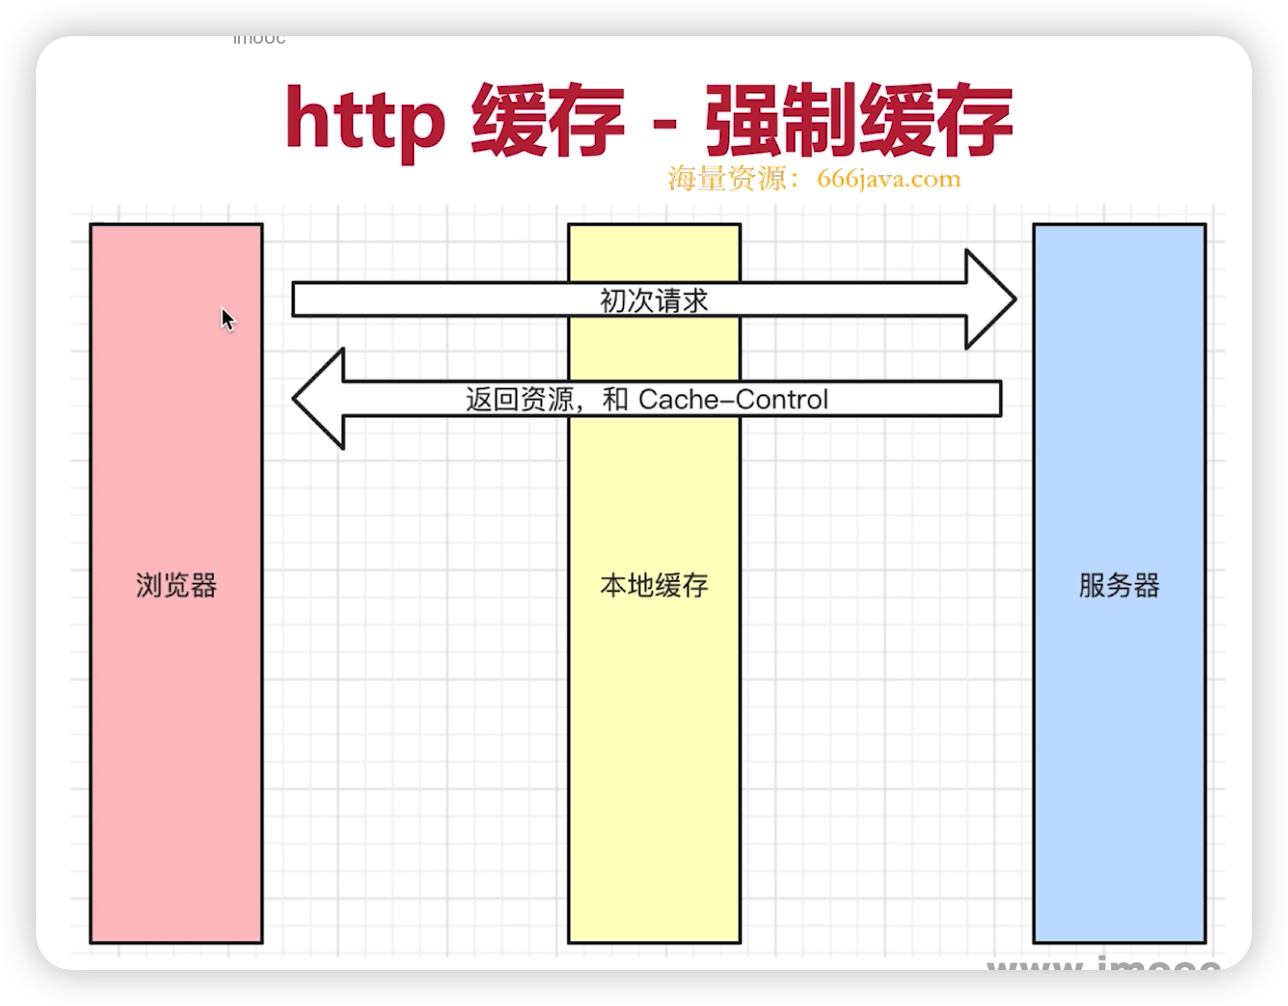 imooc
http 缓存 - 强制缓存
海量资源：666java.com
初次请求
返回资源，和 Cache-Control
浏览器
本地缓存
服务器
www.imooc